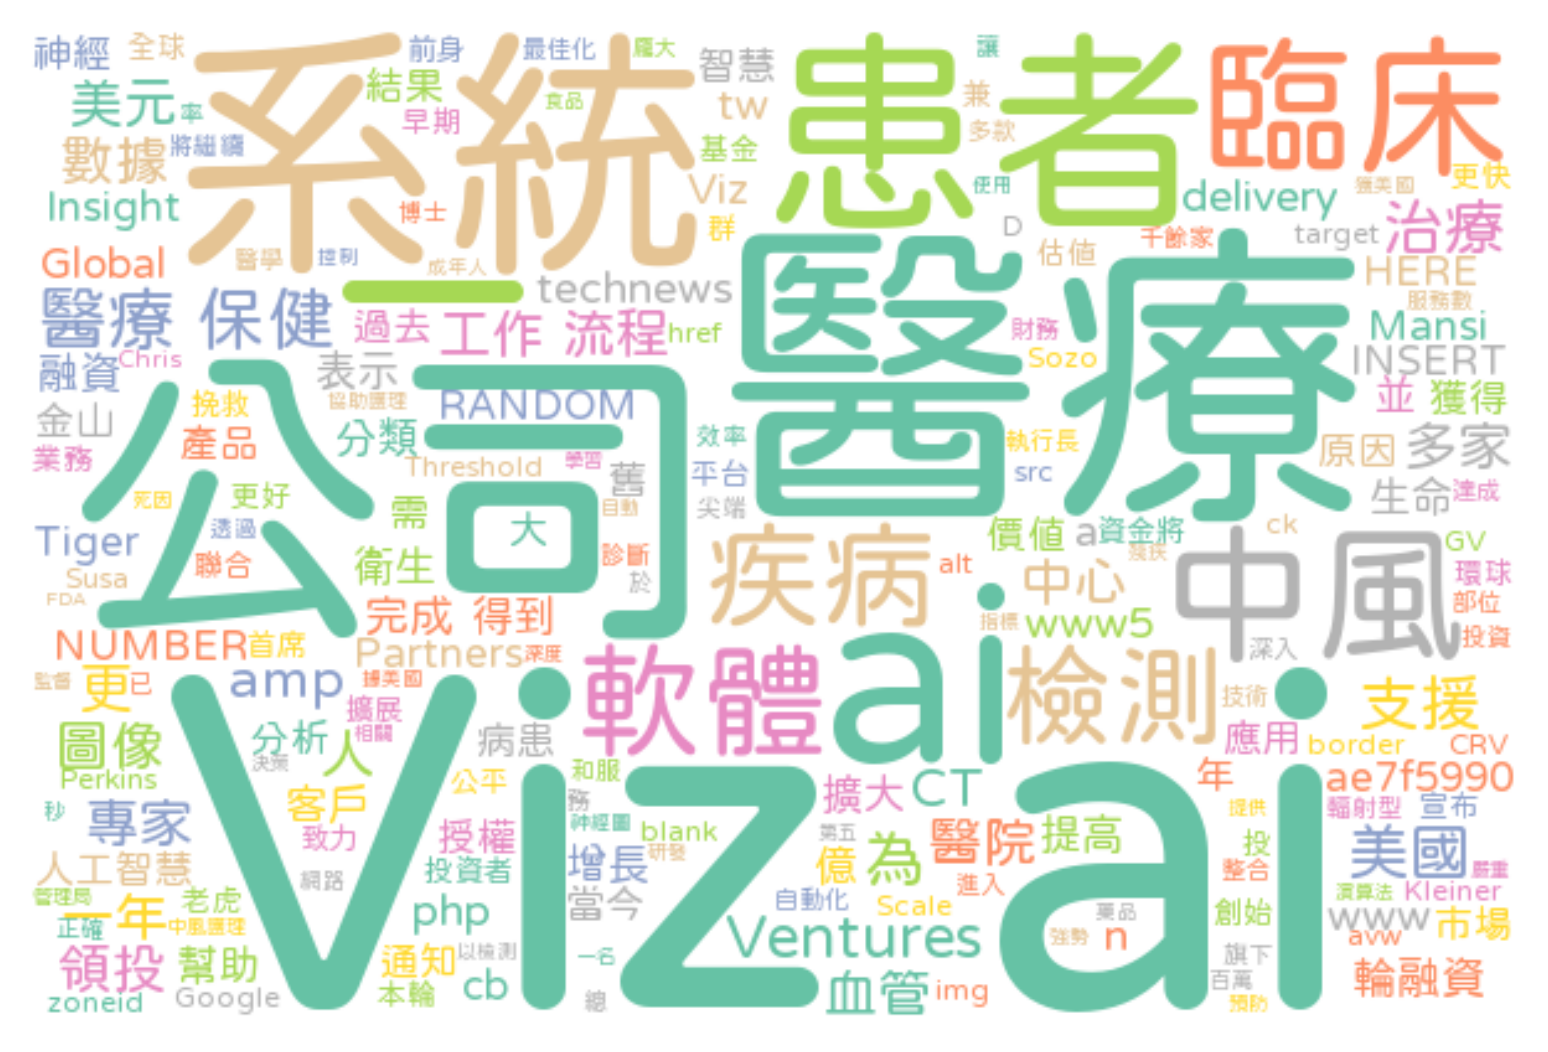 神經 全球 前身 最佳化 龐大 智慧 讓
系統 患者 臨床
美元 率 結果 食品 tw 兼
數據 將繼續 早期 基金 多款 更快
Insight 博士 Viz 群 使用 delivery 獲美國
Global 醫學 控制 成年人 D 估值 千餘家 target 治療
醫療 保健 一 technews 醫療 HERE 服務數
過去 工作 流程 href 財務 Mansi
融資 Chris 表示 Sozo INSERT
公司 挽救 協助護理 RANDOM 並 獲得
金山 產品 分類 效率 執行長 原因 多家
業務 Threshold 學習 舊 平台 src
死因 更好 需 自動 尖端 生命 達成
Tiger 透過 大 價值 a 資金將 ck GV
聯合 衛生 診斷 疾病 alt 殘疾 中風 環球
Susa 於 中心 部位
FDA 完成 得到 ai 指標 www5 投資
NUMBER 首席 Partners 深度 深入
監督 更 已 amp 據美國 軟體 檢測 技術 支援
Viz ai 擴展
圖像 分析 人 相關 病患 應用 border CRV
Perkins 決策 公平 和服 擴大 CT 年 ae7f5990
秒 專家 客戶 務 提供 輻射型 宣布
致力 授權 神經圖 blank 第五 醫院 提高 投 美國
人工智慧 網路 投資者 增長 研發 億 為 進入 整合 嚴重
管理局 一年 老虎 php 當今 自動化 Scale 藥品 創始 演算法 Kleiner
正確 中風護理 Ventures 強勢 n www 市場
領投 幫助 通知 以檢測 一名 旗下 avw
zoneid Google 本輪 cb 總 血管 img 百萬 預防 輪融資